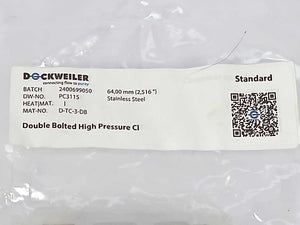 DOCKWEILER
connecting flow to purity
Standard
BATCH 2400699050
DW-NO. PC3115
HEAT(MAT. )
MAT-NO. D-TC-3-DB
64,00 mm (2,516 ")
Stainless Steel
Double Bolted High Pressure Cl